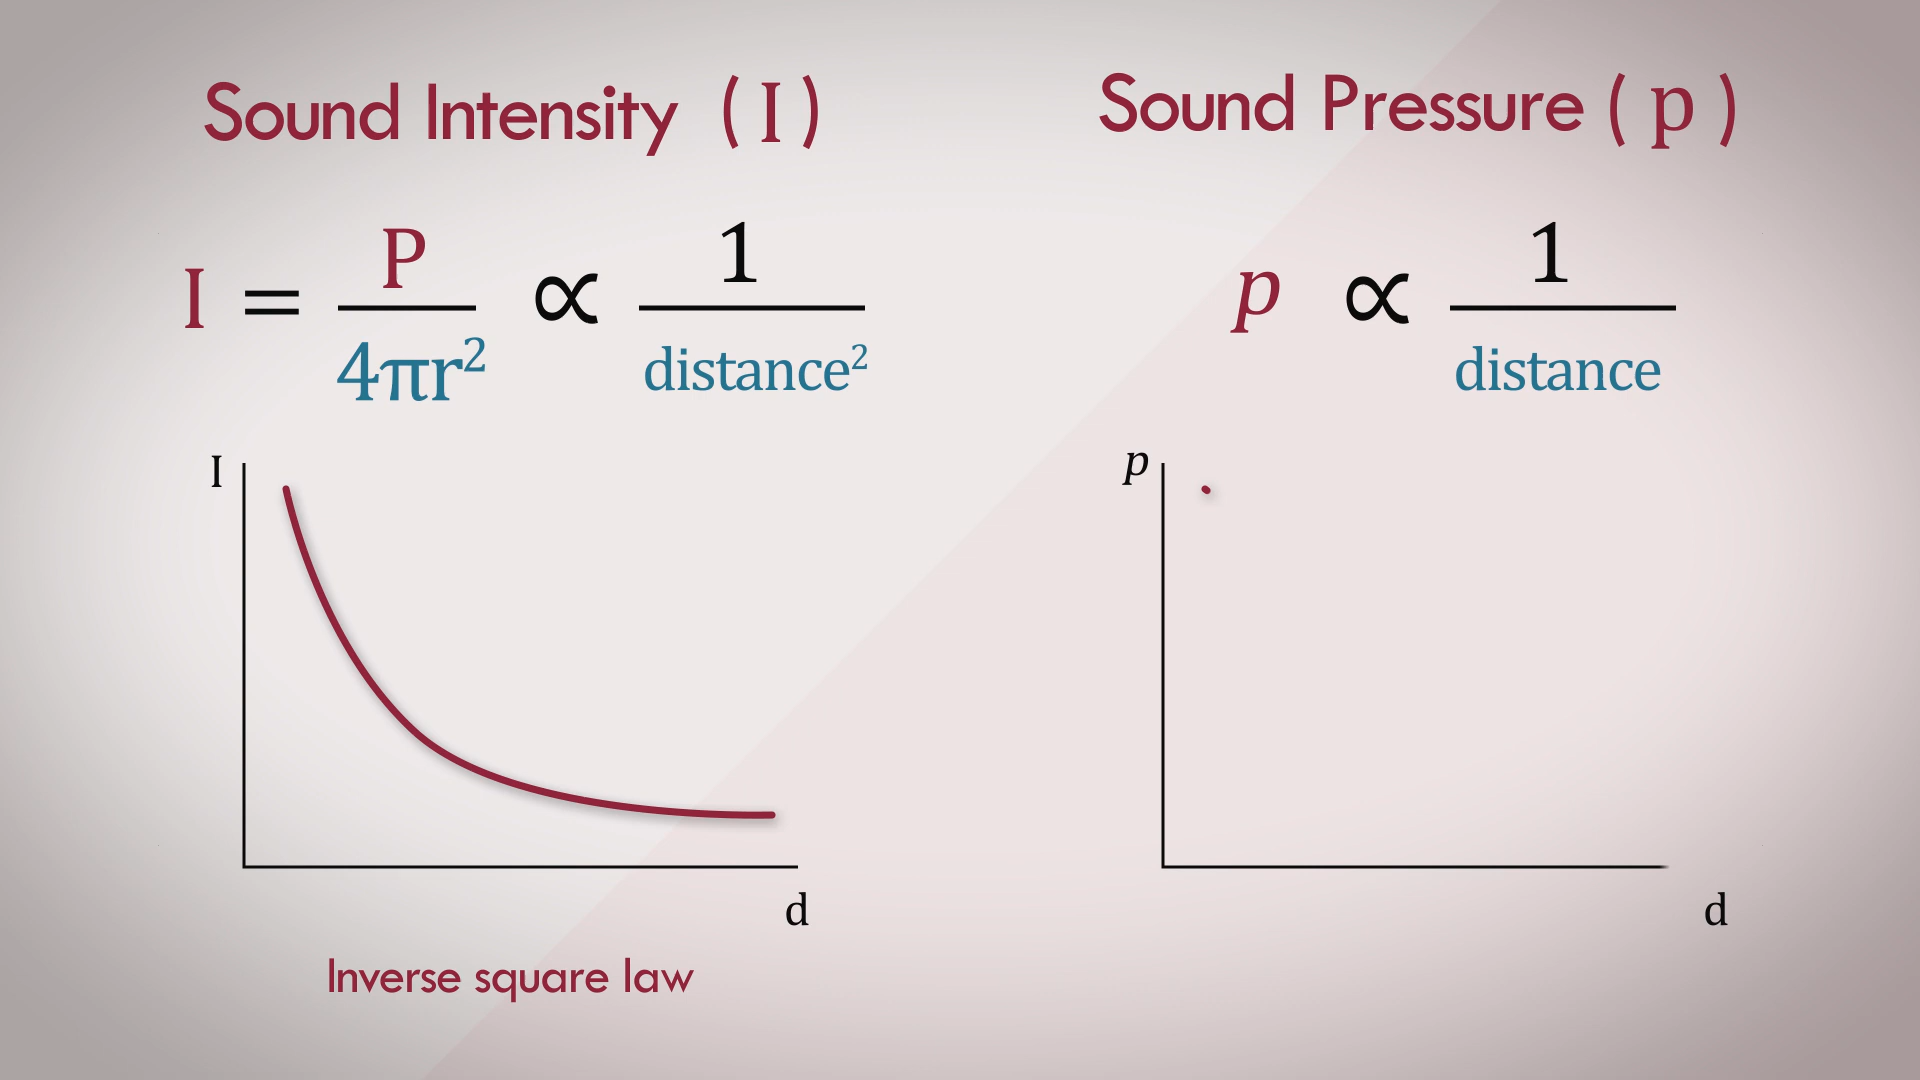 Sound Intensity ( I )
I = P / 4πr² ∝ 1 / distance²
I
d
Inverse square law
Sound Pressure ( p )
p ∝ 1 / distance
p
d